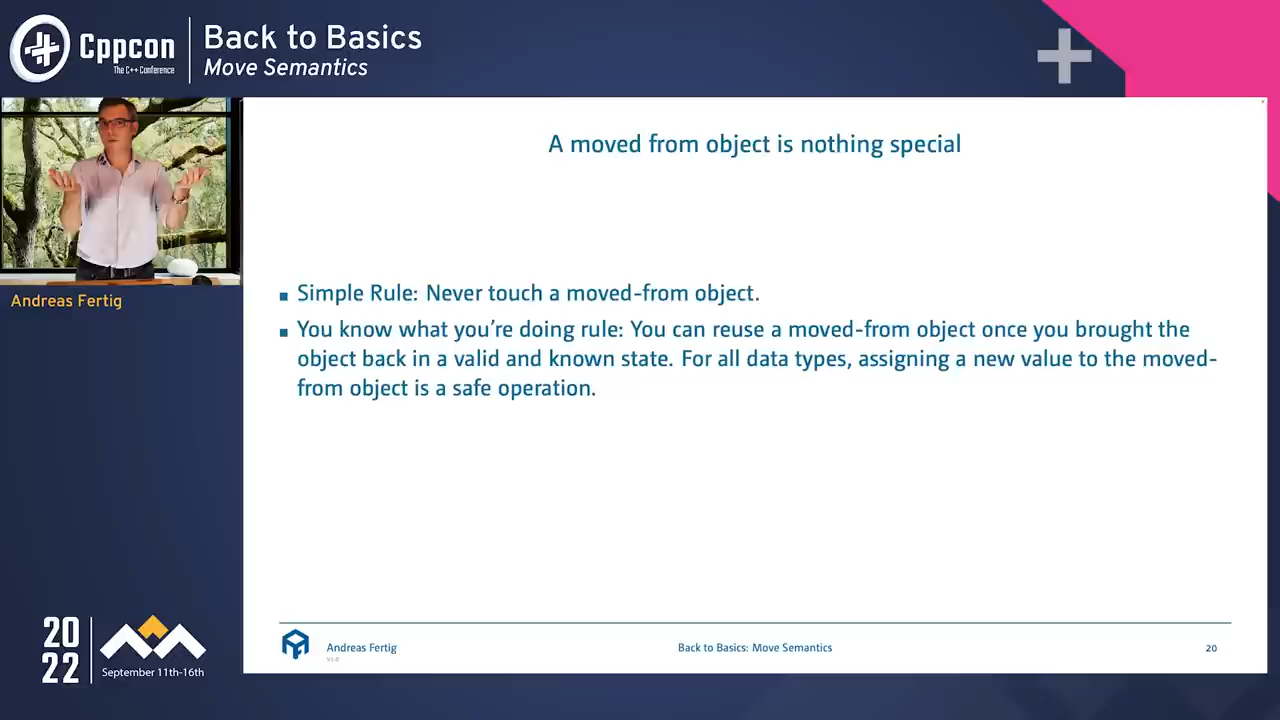 Cppcon
The C++ Conference
Back to Basics
Move Semantics
Andreas Fertig
A moved from object is nothing special
Simple Rule: Never touch a moved-from object.
You know what you're doing rule: You can reuse a moved-from object once you brought the
object back in a valid and known state. For all data types, assigning a new value to the moved-
from object is a safe operation.
Andreas Fertig
V1.0
Back to Basics: Move Semantics
20
20
22
September 11th-16th